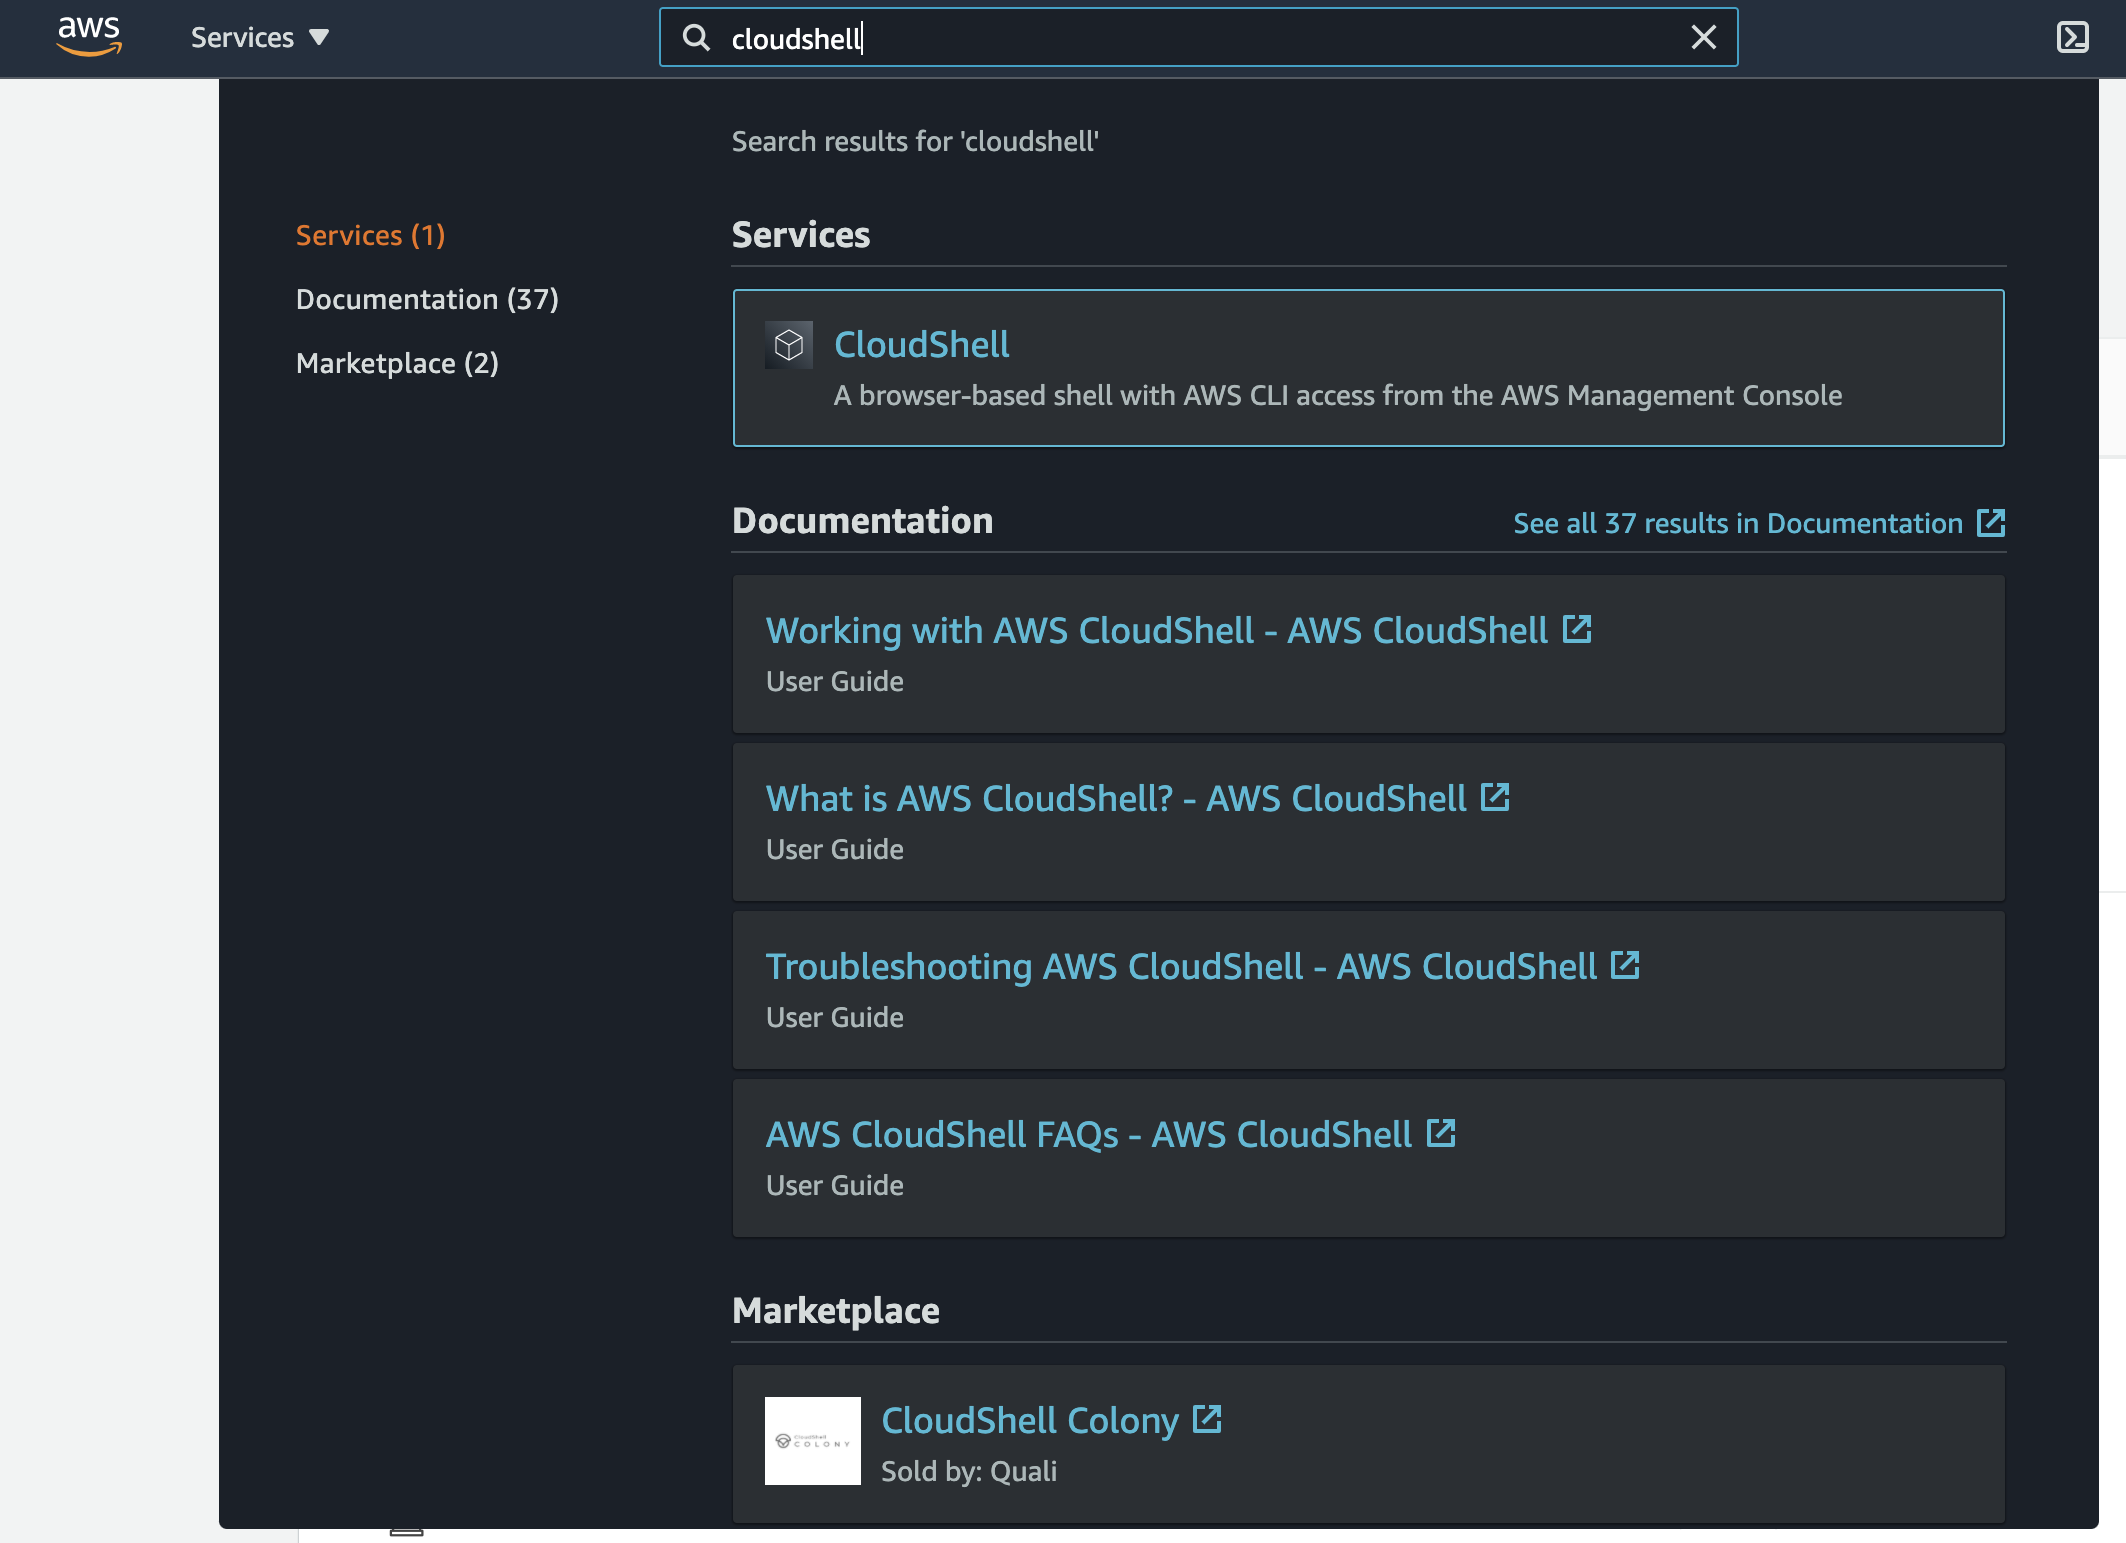 aws
Services
cloudshell
Search results for 'cloudshell'
Services (1)
Documentation (37)
Marketplace (2)
Services
CloudShell
A browser-based shell with AWS CLI access from the AWS Management Console
Documentation
See all 37 results in Documentation
Working with AWS CloudShell - AWS CloudShell
User Guide
What is AWS CloudShell? - AWS CloudShell
User Guide
Troubleshooting AWS CloudShell - AWS CloudShell
User Guide
AWS CloudShell FAQs - AWS CloudShell
User Guide
Marketplace
CloudShell
COLONY
CloudShell Colony
Sold by: Quali